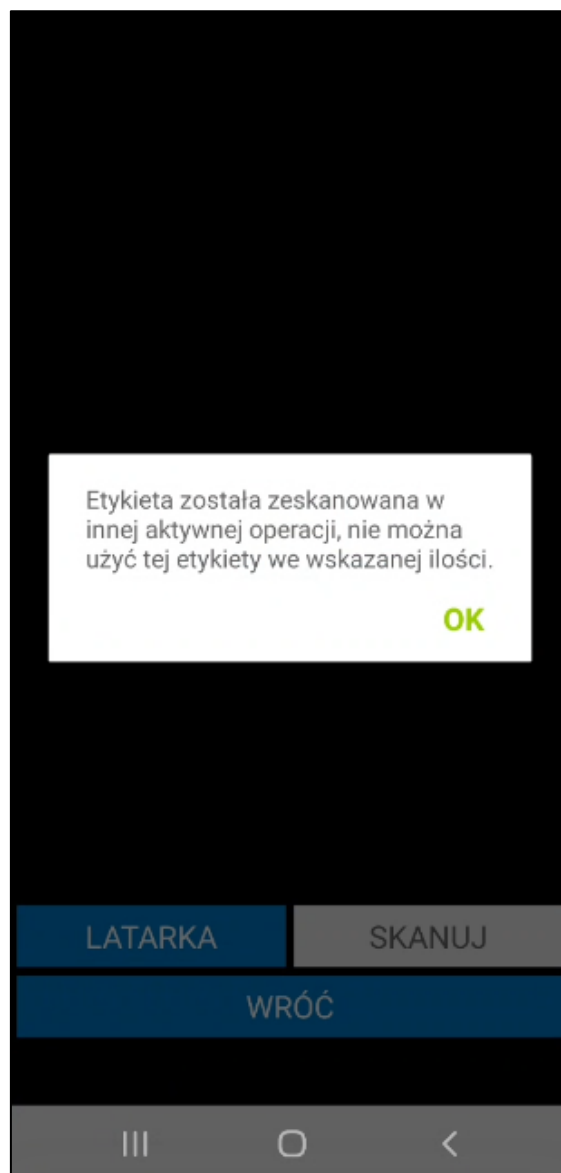 Etykieta została zeskanowana w
innej aktywnej operacji, nie można
użyć tej etykiety we wskazanej ilości.
OK
LATARKA SKANUJ
WRÓĆ